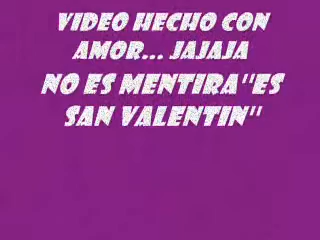 VIDEO HECHO CON
AMOR... JAJAJA
NO ES MENTIRA"ES
SAN VALENTIN"